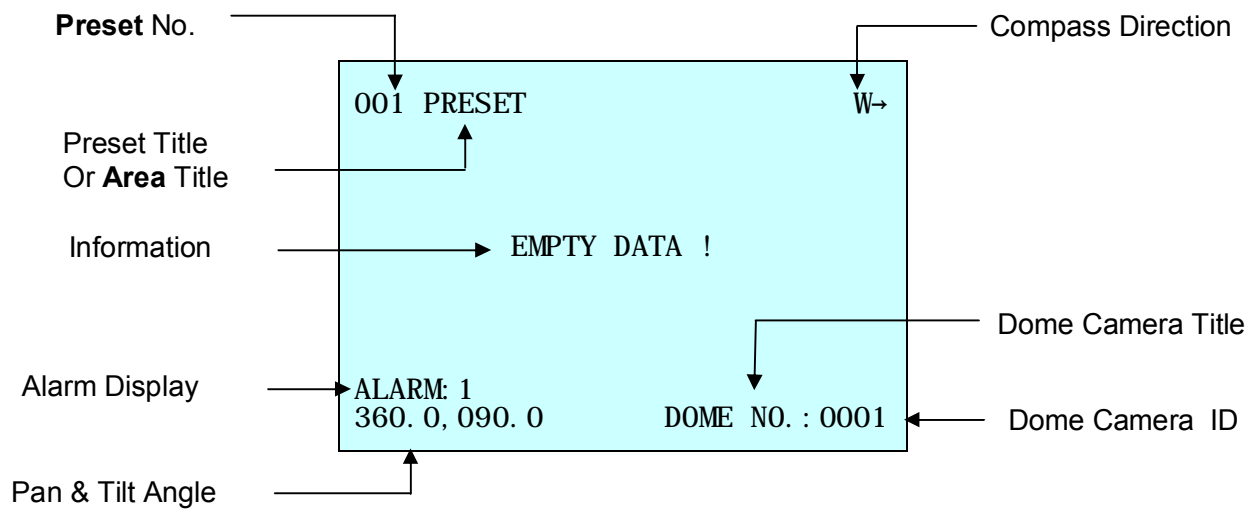 Preset No.
Compass Direction
001 PRESET
W→
Preset Title
Or Area Title
Information
EMPTY DATA !
Dome Camera Title
Alarm Display
ALARM: 1
360.0,090.0
DOME NO.:0001
Dome Camera ID
Pan & Tilt Angle